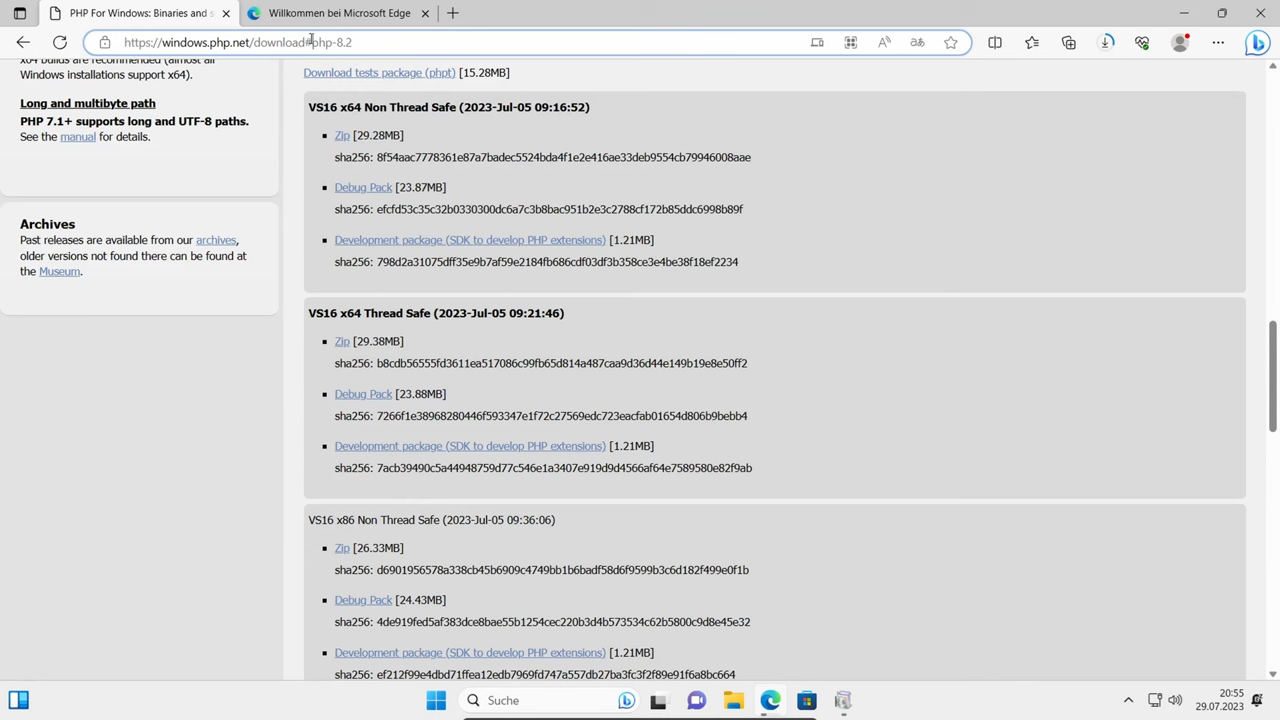 PHP For Windows: Binaries and s
Willkommen bei Microsoft Edge
https://windows.php.net/download#php-8.2
x64 builds are recommended (almost all
Windows installations support x64).
Long and multibyte path
PHP 7.1+ supports long and UTF-8 paths.
See the manual for details.
Archives
Past releases are available from our archives,
older versions not found there can be found at
the Museum.
Download tests package (phpt) [15.28MB]
VS16 x64 Non Thread Safe (2023-Jul-05 09:16:52)
Zip [29.28MB]
sha256: 8f54aac7778361e87a7badec5524bda4f1e2e416ae33deb9554cb79946008aae
Debug Pack [23.87MB]
sha256: efcfd53c35c32b0330300dc6a7c3b8bac951b2e3c2788cf172b85ddc6998b89f
Development package (SDK to develop PHP extensions) [1.21MB]
sha256: 798d2a31075dff35e9b7af59e2184fb686cdf03df3b358ce3e4be38f18ef2234
VS16 x64 Thread Safe (2023-Jul-05 09:21:46)
Zip [29.38MB]
sha256: b8cdb56555fd3611ea517086c99fb65d814a487caa9d36d44e149b19e8e50ff2
Debug Pack [23.88MB]
sha256: 7266f1e38968280446f593347e1f72c27569edc723eacfab01654d806b9bebb4
Development package (SDK to develop PHP extensions) [1.21MB]
sha256: 7acb39490c5a44948759d77c546e1a3407e919d9d4566af64e7589580e82f9ab
VS16 x86 Non Thread Safe (2023-Jul-05 09:36:06)
Zip [26.33MB]
sha256: d6901956578a338cb45b6909c4749bb1b6badf58d6f9599b3c6d182f499e0f1b
Debug Pack [24.43MB]
sha256: 4de919fed5af383dce8bae55b1254cec220b3d4b573534c62b5800c9d8e45e32
Development package (SDK to develop PHP extensions) [1.21MB]
sha256: ef212f99e4dbd71ffea12edb7969fd747a557db27ba3fc3f2f89e91f6a8bc664
Suche
20:55
29.07.2023